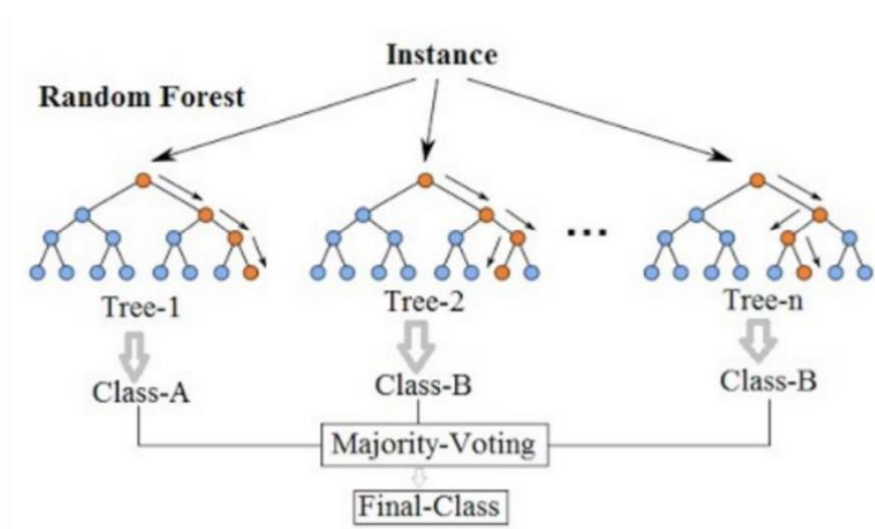 Instance
Random Forest
...
Tree-1
Tree-2
Tree-n
Class-A
Class-B
Class-B
Majority-Voting
Final-Class